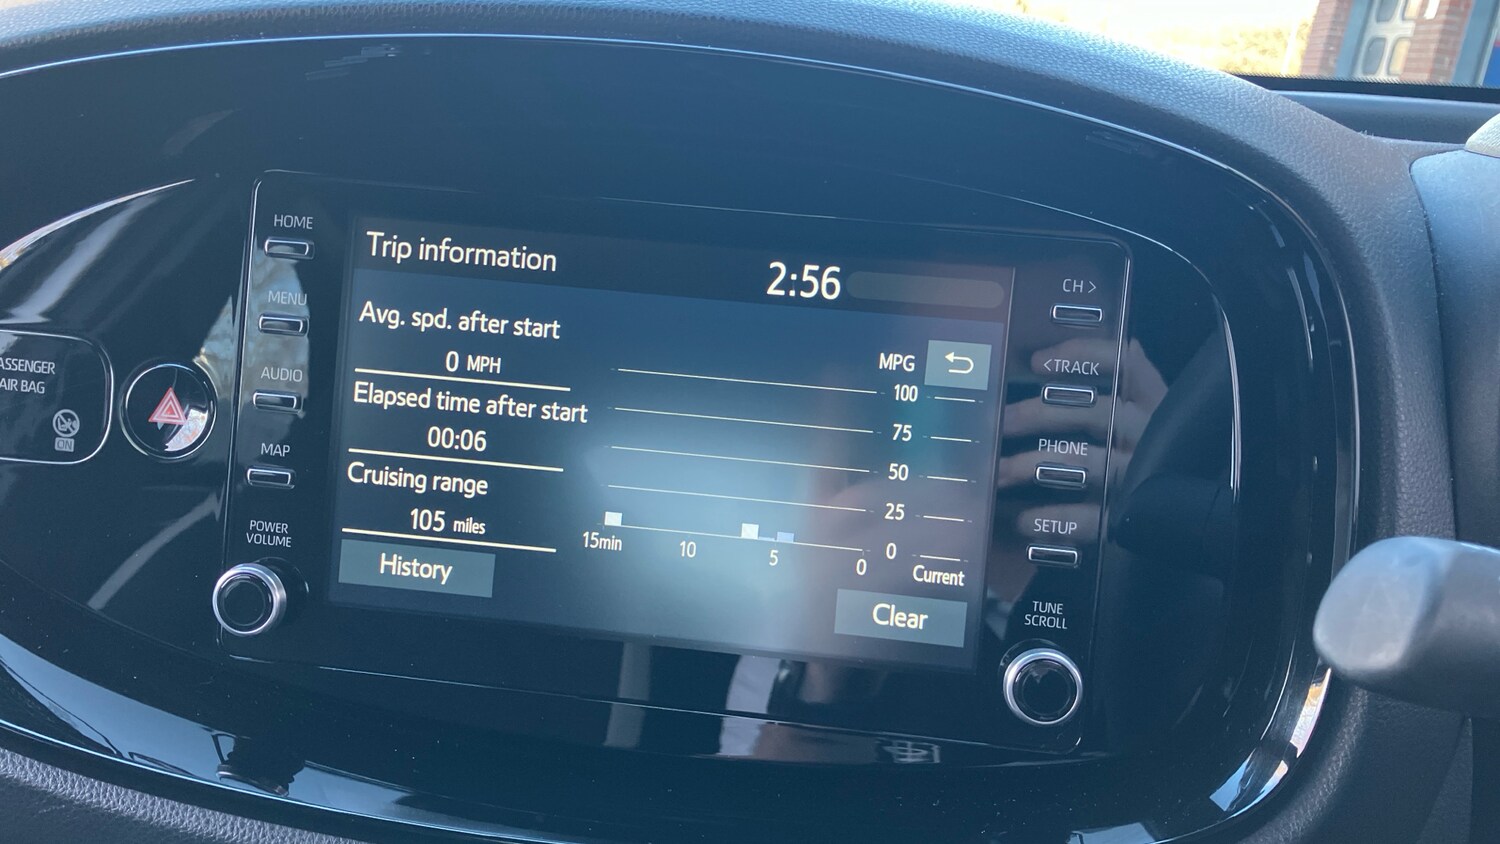 HOME
MENU
AUDIO
MAP
POWER
VOLUME
ASSENGER
AIR BAG
ON
Trip information
2:56
Avg. spd. after start
0 MPH
Elapsed time after start
00:06
Cruising range
105 miles
History
MPG
100
75
50
25
0
15min
10
5
0
Current
Clear
CH >
<TRACK
PHONE
SETUP
TUNE
SCROLL